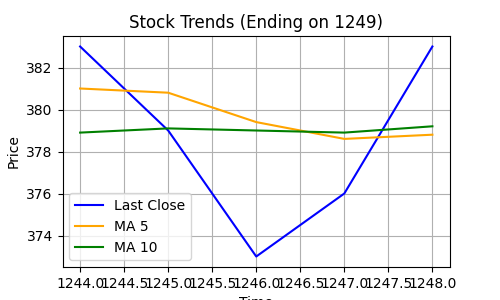 Stock Trends (Ending on 1249)
Price
382
380
378
376
374
Last Close
MA 5
MA 10
1244.0 1244.5 1245.0 1245.5 1246.0 1246.5 1247.0 1247.5 1248.0
Time